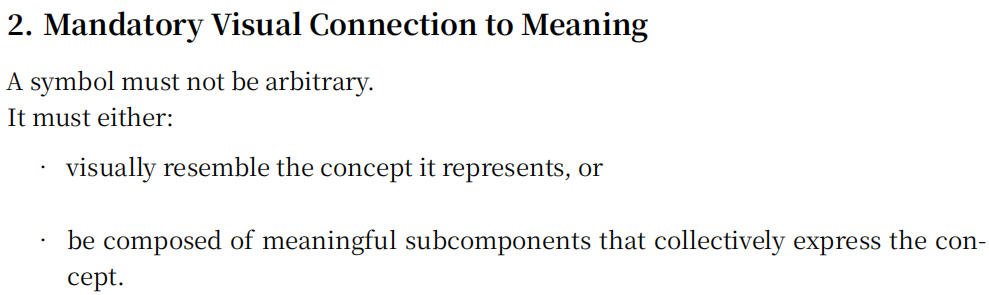 2. Mandatory Visual Connection to Meaning
A symbol must not be arbitrary.
It must either:
· visually resemble the concept it represents, or
· be composed of meaningful subcomponents that collectively express the con-
cept.